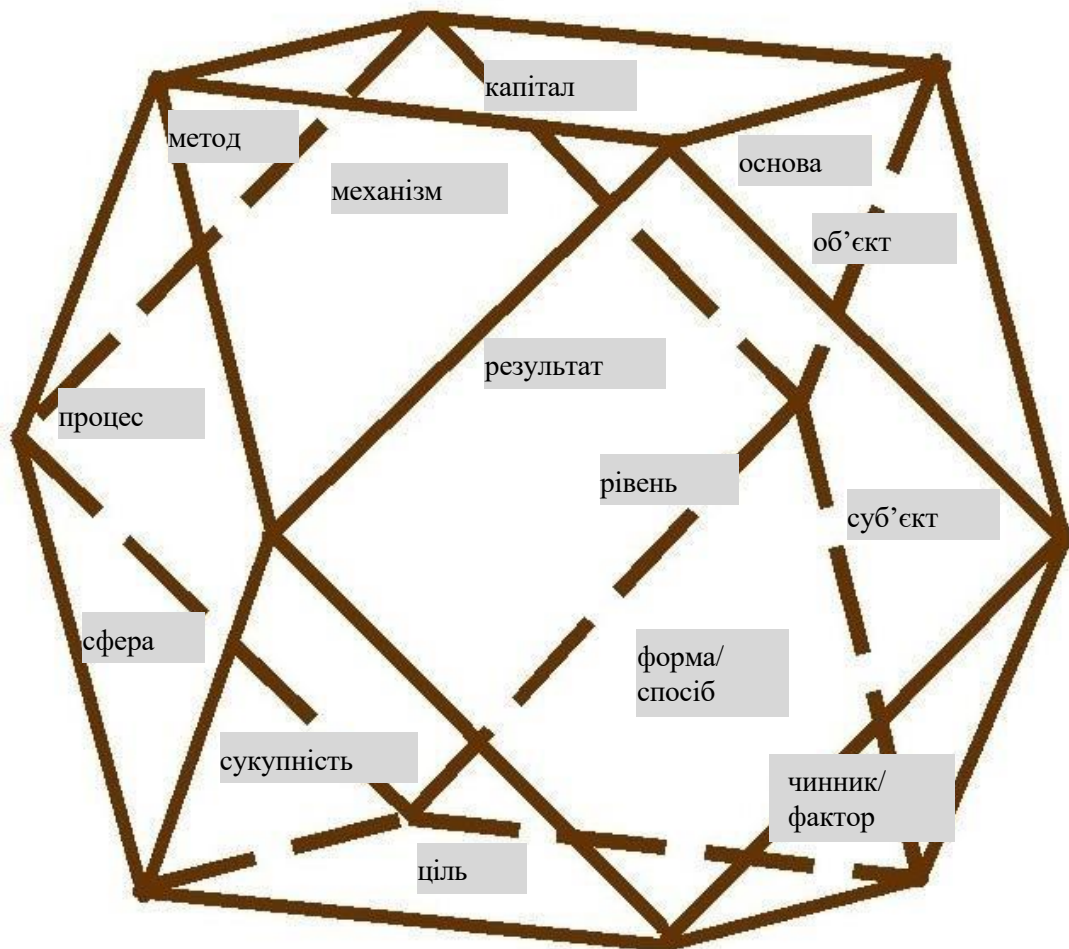 капітал
метод
основа
механізм
об’єкт
результат
процес
рівень
суб’єкт
сфера
форма/
спосіб
сукупність
чинник/
фактор
ціль